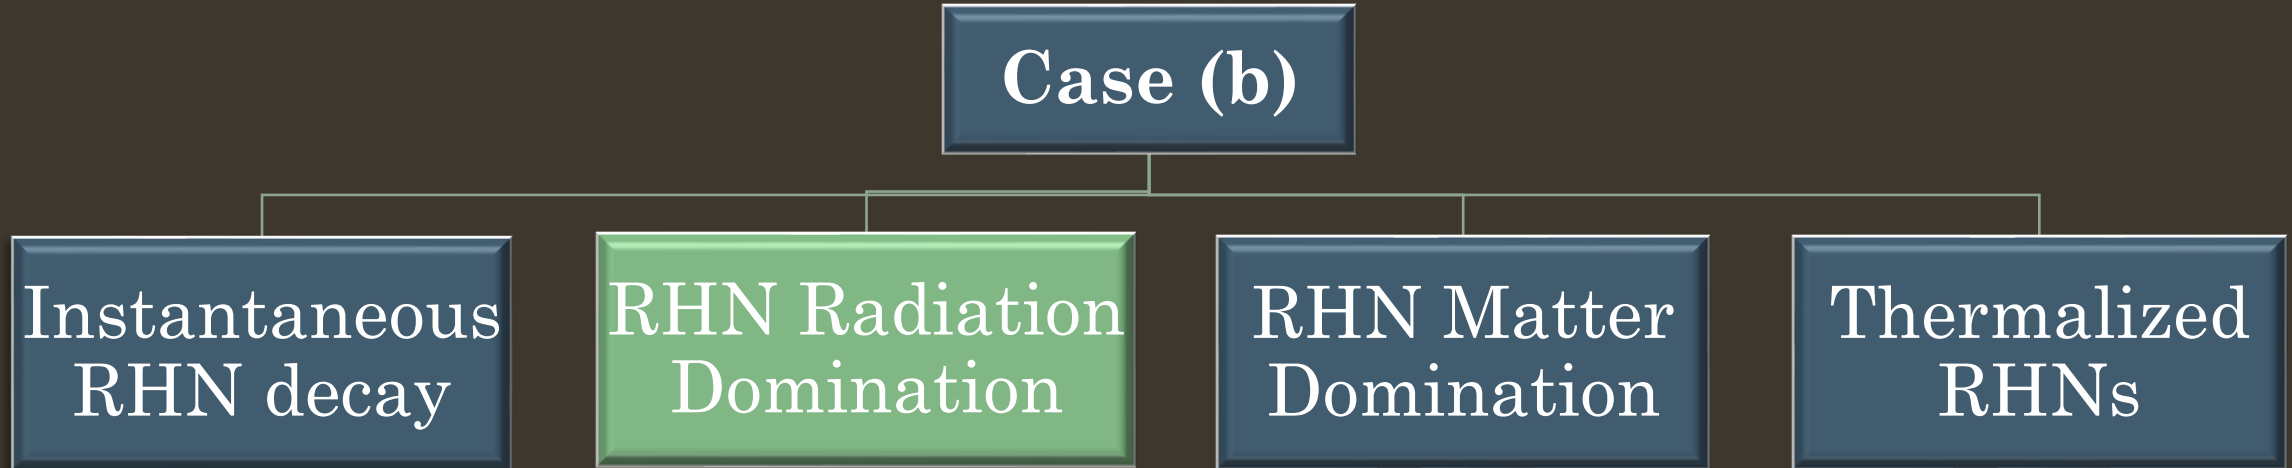 Case (b)
Instantaneous
RHN decay
RHN Radiation
Domination
RHN Matter
Domination
Thermalized
RHNs